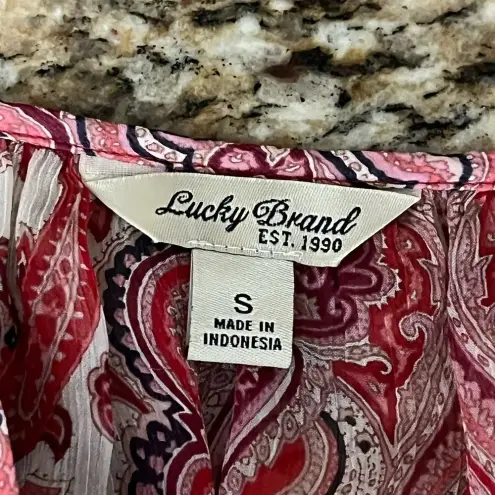 Lucky Brand
EST. 1990
S
MADE IN
INDONESIA